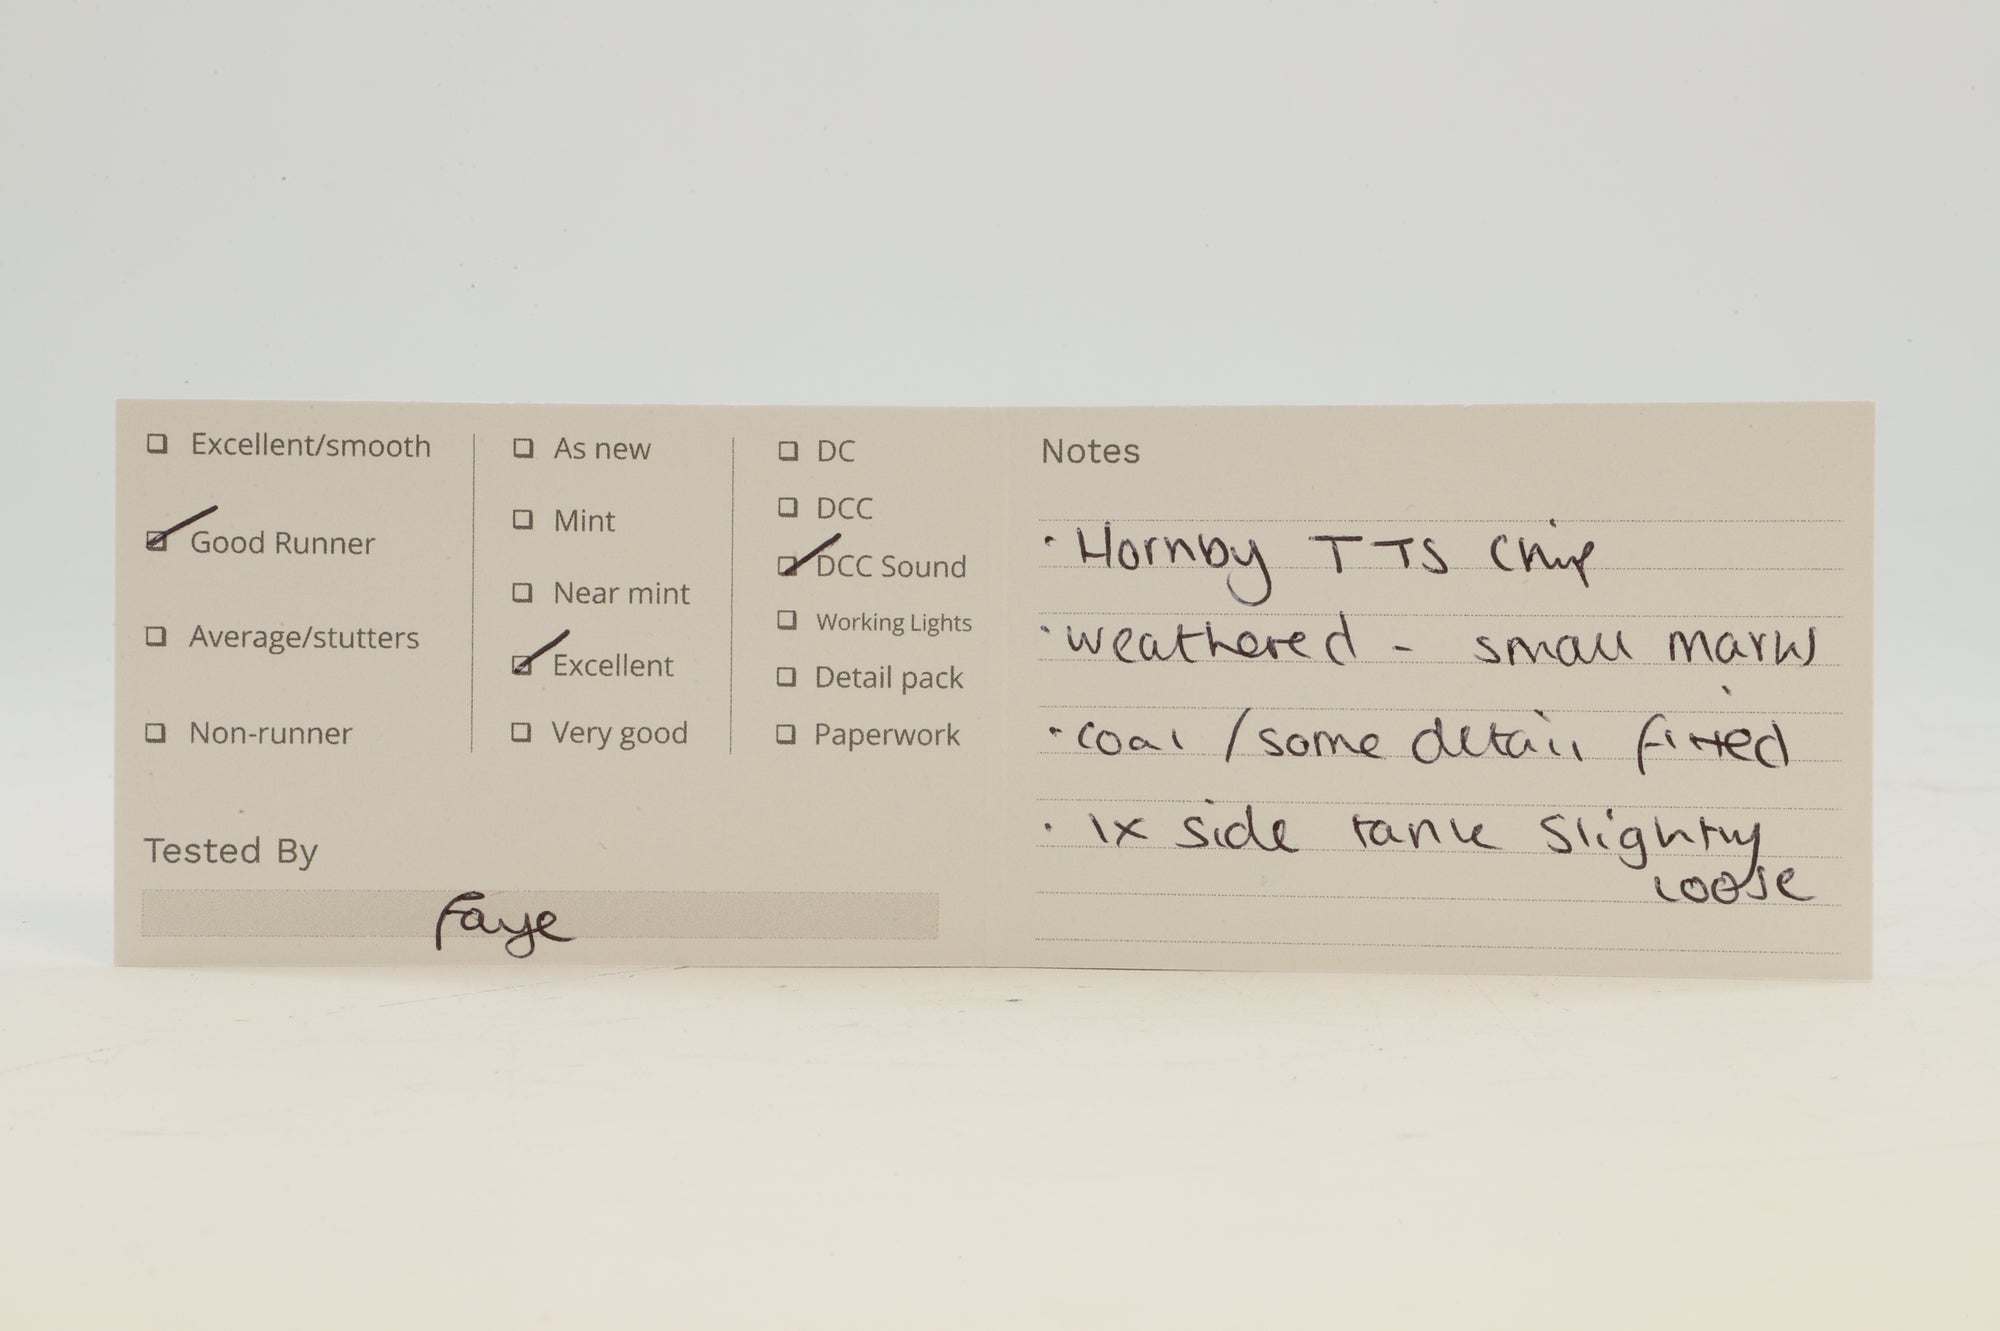 Excellent/smooth
Good Runner
Average/stutters
Non-runner
As new
Mint
Near mint
Excellent
Very good
DC
DCC
DCC Sound
Working Lights
Detail pack
Paperwork
Tested By
Faye
Notes
· Hornby TTS Chip
· weathered - small marks
· coal / some detail fitted
· 1x side tank slightly
loose